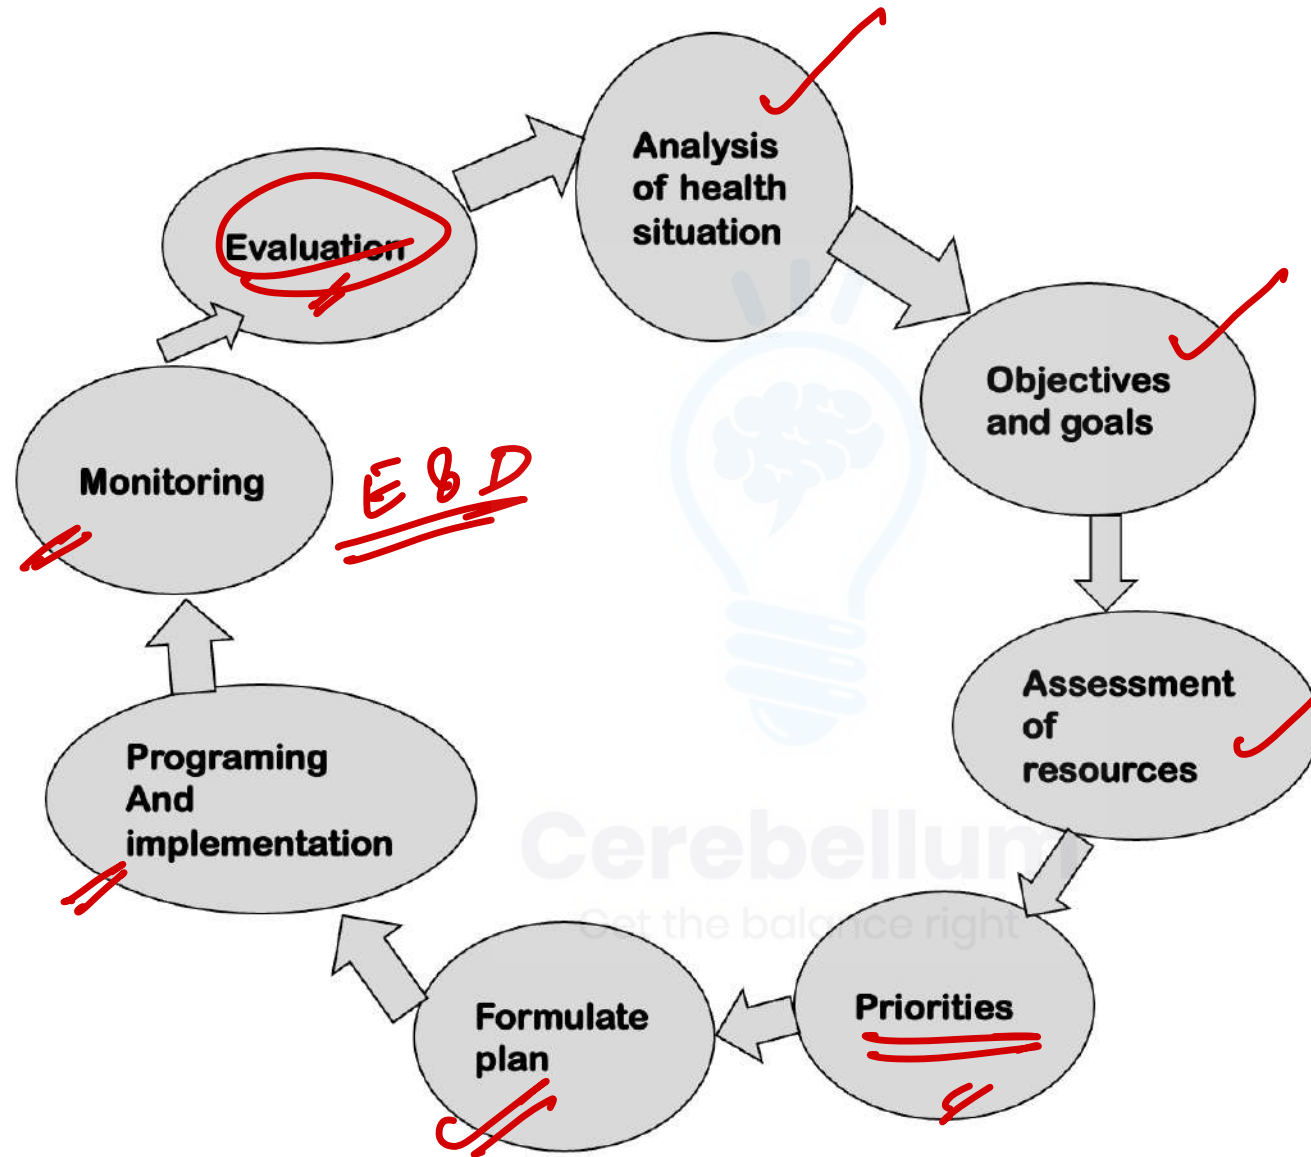 Analysis
of health
situation
Evaluation
Objectives
and goals
Monitoring
E & D
Assessment
of
resources
Programing
And
implementation
Cerebellum
Get the balance right
Priorities
Formulate
plan